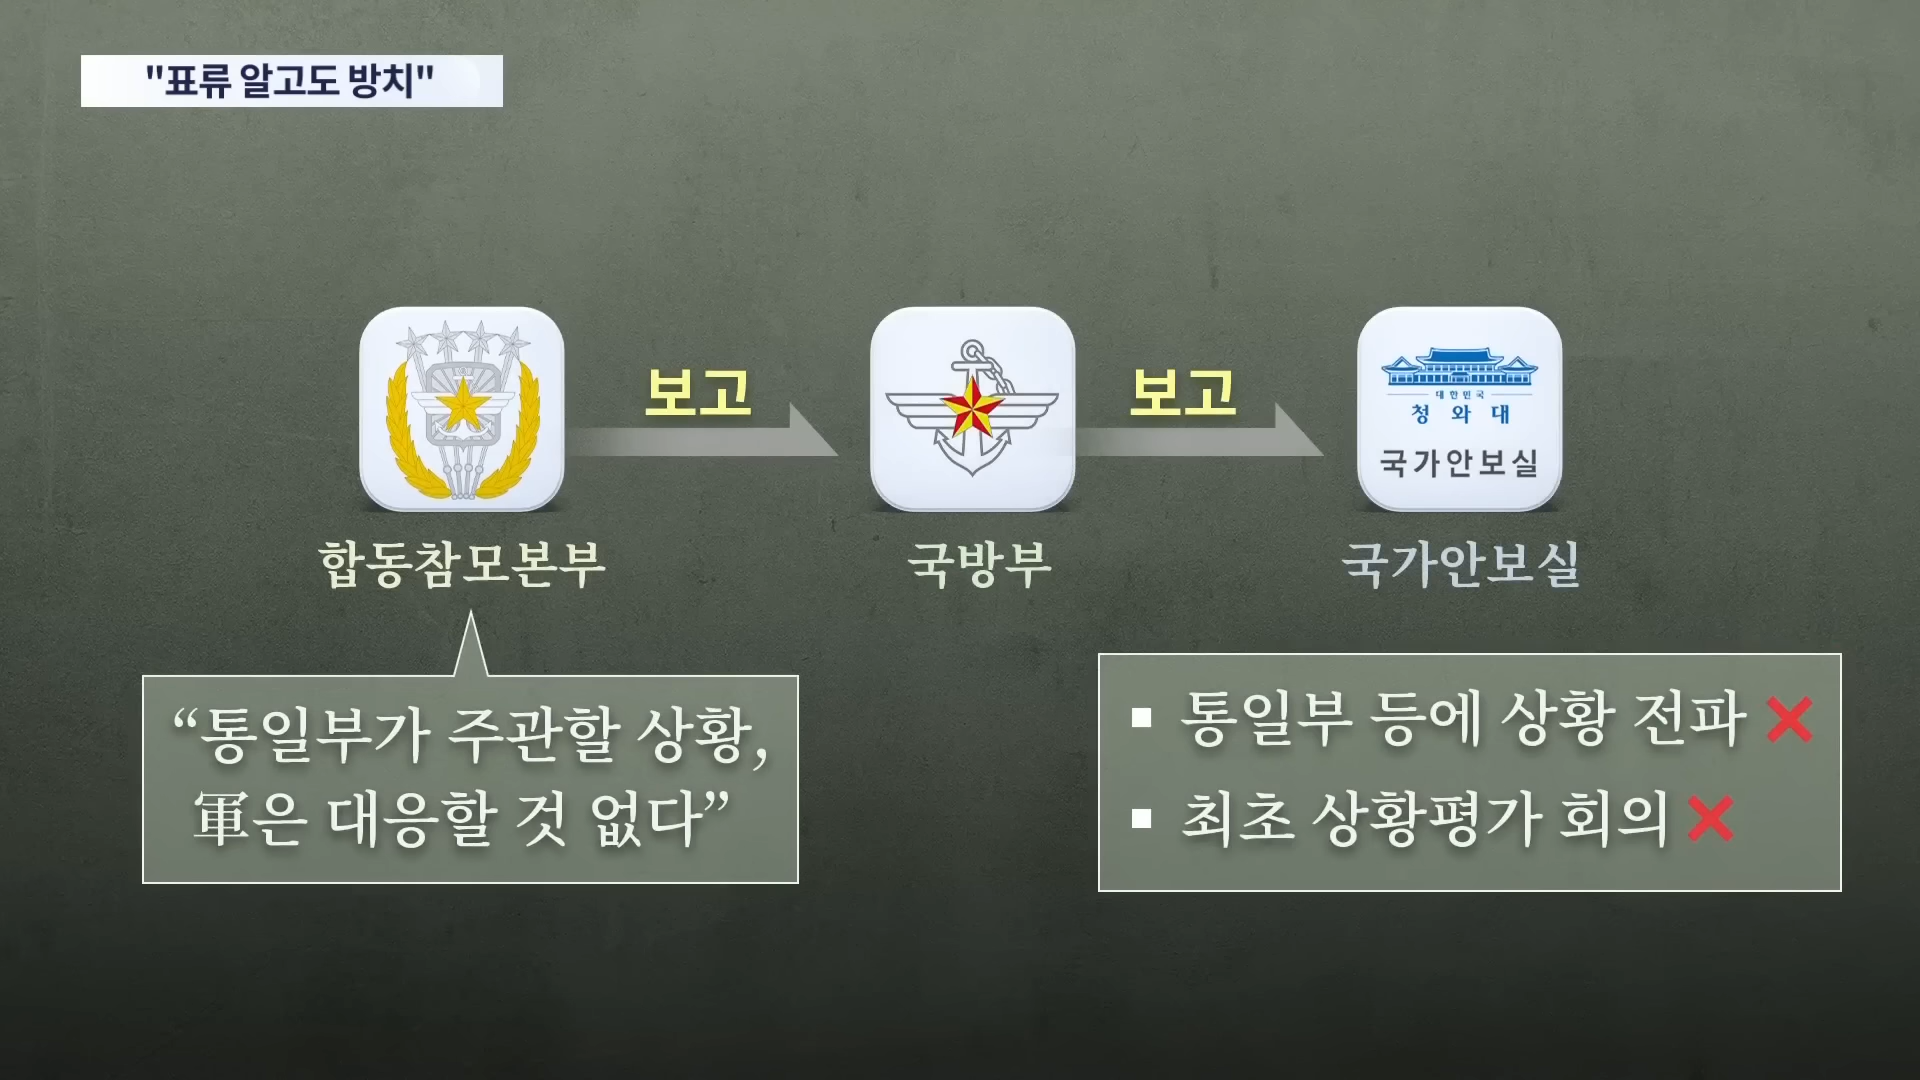 "표류 알고도 방치"
보고
보고
대한민국
청와대
국가안보실
합동참모본부
국방부
국가안보실
“통일부가 주관할 상황,
軍은 대응할 것 없다”
▪ 통일부 등에 상황 전파 ❌
▪ 최초 상황평가 회의 ❌